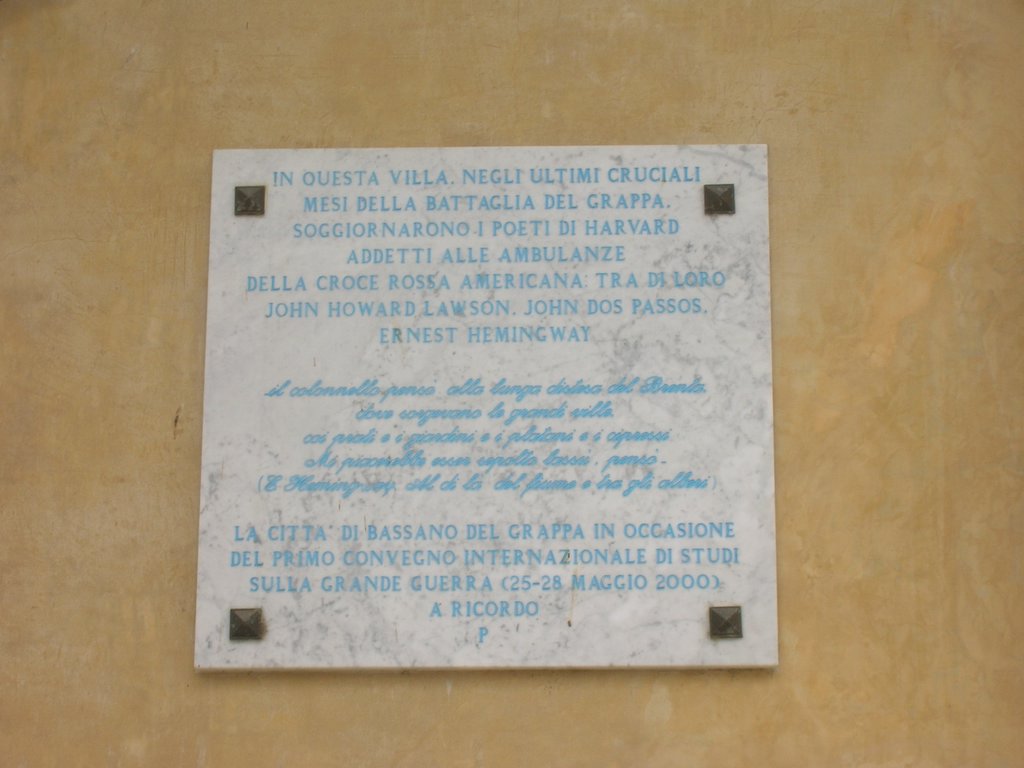 IN QUESTA VILLA, NEGLI ULTIMI CRUCIALI
MESI DELLA BATTAGLIA DEL GRAPPA,
SOGGIORNARONO I POETI DI HARVARD
ADDETTI ALLE AMBULANZE
DELLA CROCE ROSSA AMERICANA: TRA DI LORO
JOHN HOWARD LAWSON, JOHN DOS PASSOS,
ERNEST HEMINGWAY
il colonnello pensò alla lunga distesa del Brenta
dove sorgevano le grandi ville,
coi prati e i giardini e i platani e i cipressi
Mi piacerebbe esser sepolto lassù, pensò.
(E. Hemingway, Al di là del fiume e tra gli alberi)
LA CITTA' DI BASSANO DEL GRAPPA IN OCCASIONE
DEL PRIMO CONVEGNO INTERNAZIONALE DI STUDI
SULLA GRANDE GUERRA (25-28 MAGGIO 2000)
A RICORDO
P